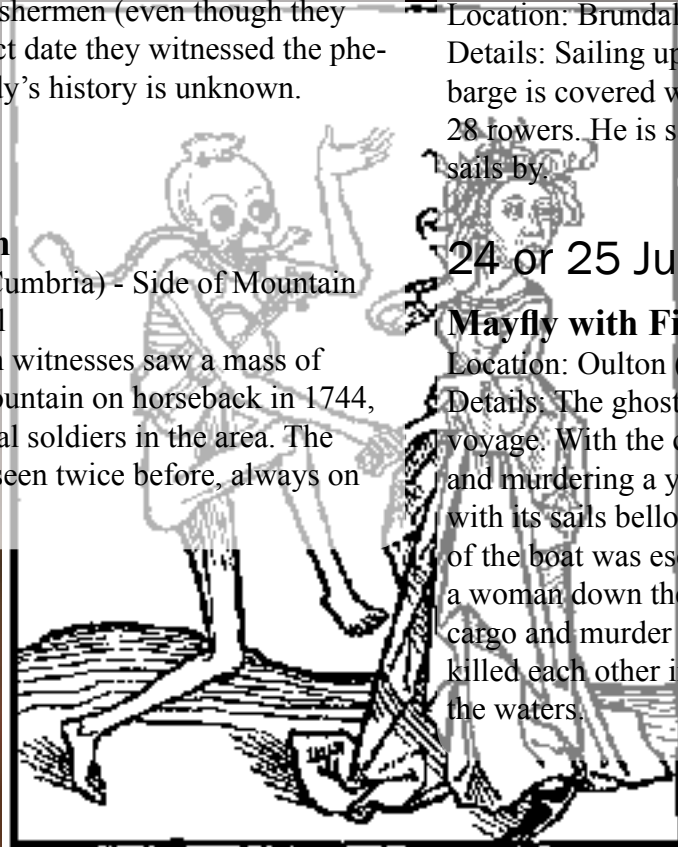 shermen (even though they
ct date they witnessed the phe-
ly's history is unknown.
n
Cumbria) - Side of Mountain
witnesses saw a mass of
ountain on horseback in 1744,
al soldiers in the area. The
seen twice before, always on
Location: Brundal
Details: Sailing up
barge is covered w
28 rowers. He is s
sails by.
24 or 25 Ju
Mayfly with Fi
Location: Oulton (
Details: The ghost
voyage. With the c
and murdering a y
with its sails bello
of the boat was esc
a woman down the
cargo and murder
killed each other i
the waters.